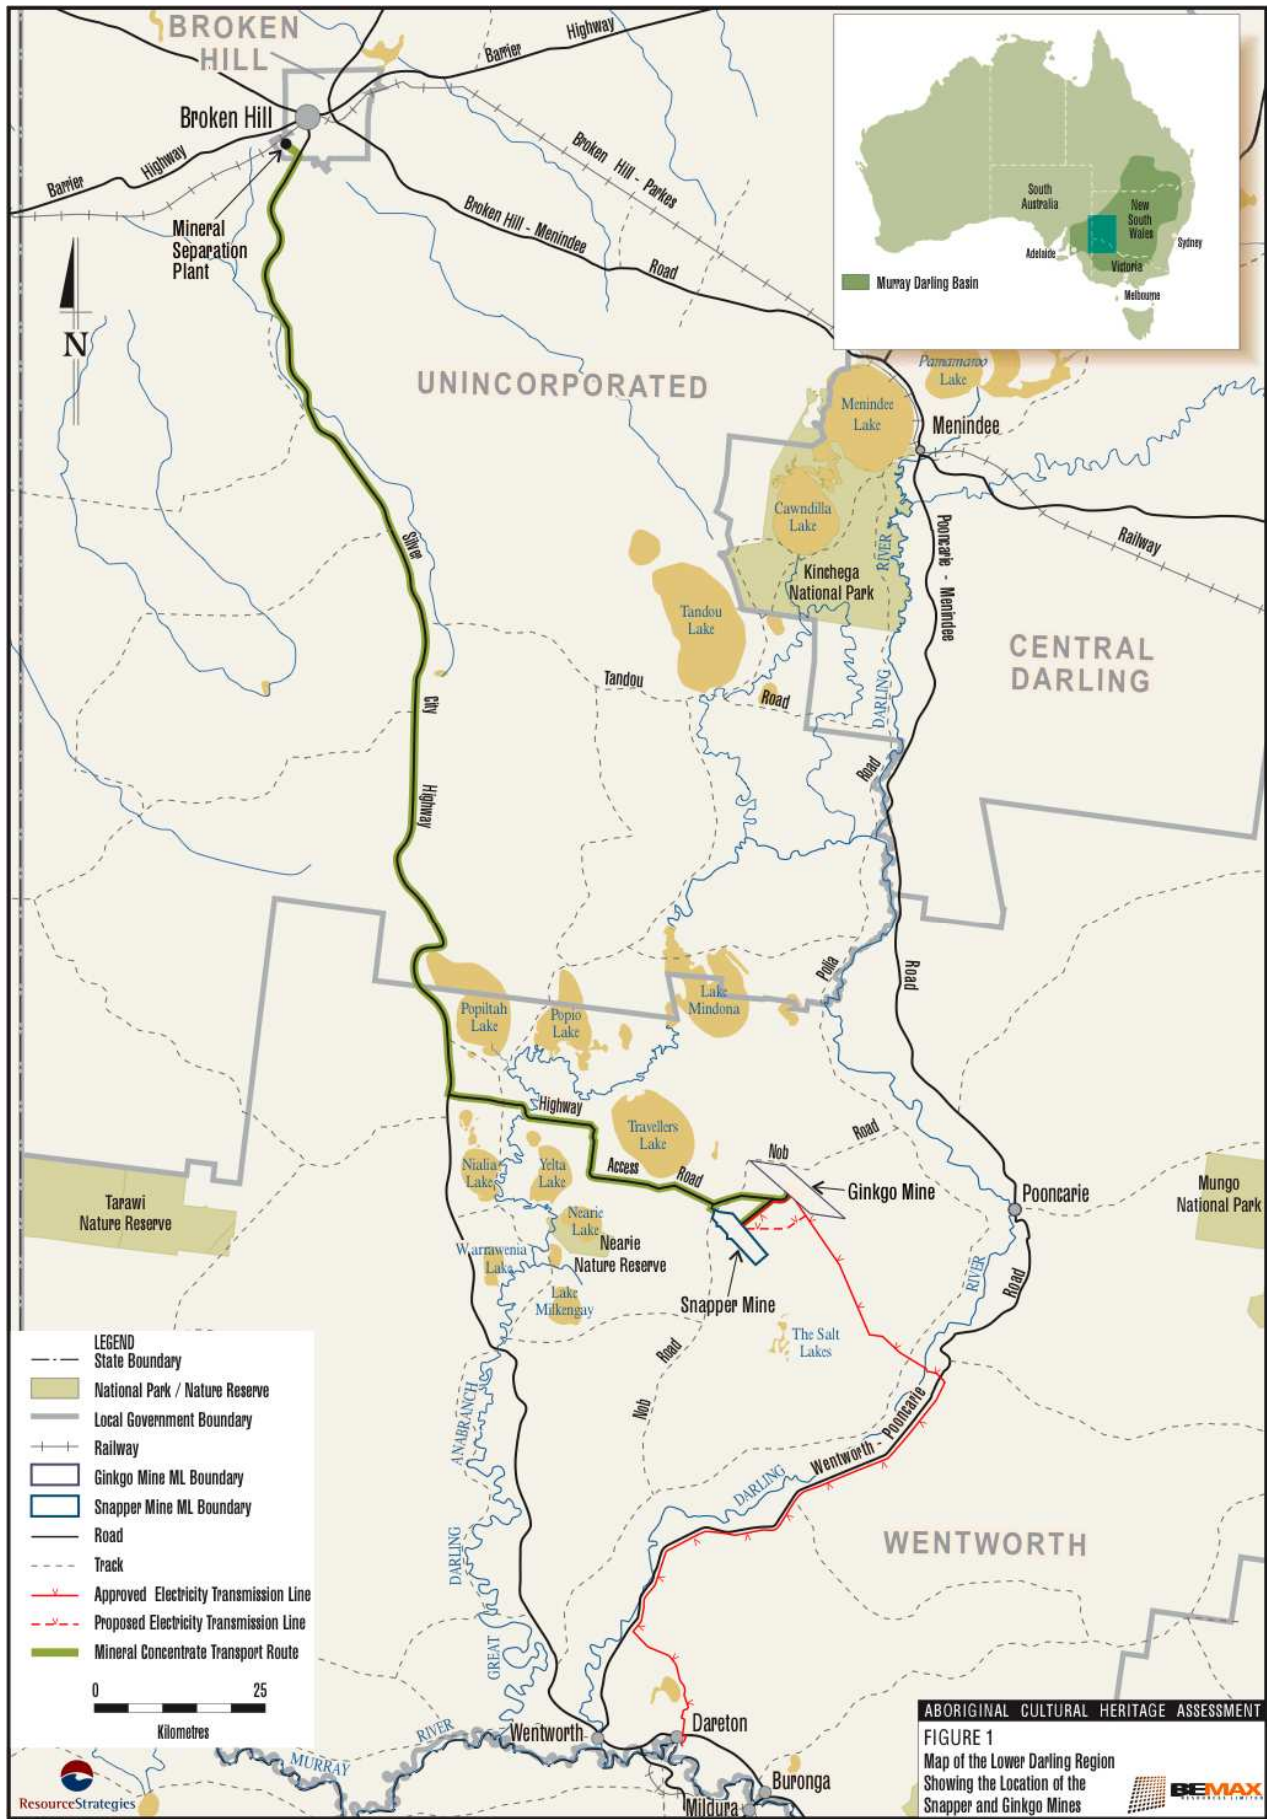 BROKEN
HILL
Barrier
Highway
Broken Hill
Barrier
Highway
Mineral
Separation
Plant
Broken Hill - Parkes
Broken Hill - Menindee
Road
N
South
Australia
New
South
Wales
Adelaide
Sydney
Victoria
Melbourne
Murray Darling Basin
UNINCORPORATED
Pamamaroo
Lake
Menindee
Lake
Menindee
Cawndilla
Lake
RIVER
Pooncarie - Menindee
Railway
Kinchega
National Park
Silver
Tandou
Lake
CENTRAL
DARLING
Tandou
Road
DARLING
City
Road
Highway
Polia
Road
Popiltah
Lake
Popio
Lake
Lake
Mindona
Highway
Travellers
Lake
Road
Nob
Nialia
Lake
Yelta
Lake
Access
Road
Ginkgo Mine
Pooncarie
Mungo
National Park
Tarawi
Nature Reserve
Nearie
Lake
Nearie
Nature Reserve
Warrawenia
Lake
Lake
Milkengay
Snapper Mine
RIVER
Road
The Salt
Lakes
Road
Nob
Wentworth - Pooncarie
DARLING
ANABRANCH
DARLING
GREAT
WENTWORTH
LEGEND
State Boundary
National Park / Nature Reserve
Local Government Boundary
Railway
Ginkgo Mine ML Boundary
Snapper Mine ML Boundary
Road
Track
Approved Electricity Transmission Line
Proposed Electricity Transmission Line
Mineral Concentrate Transport Route
0 25
Kilometres
Wentworth
Dareton
MURRAY
RIVER
Buronga
Mildura
ResourceStrategies
ABORIGINAL CULTURAL HERITAGE ASSESSMENT
FIGURE 1
Map of the Lower Darling Region
Showing the Location of the
Snapper and Ginkgo Mines
BEMAX
RESOURCES LIMITED